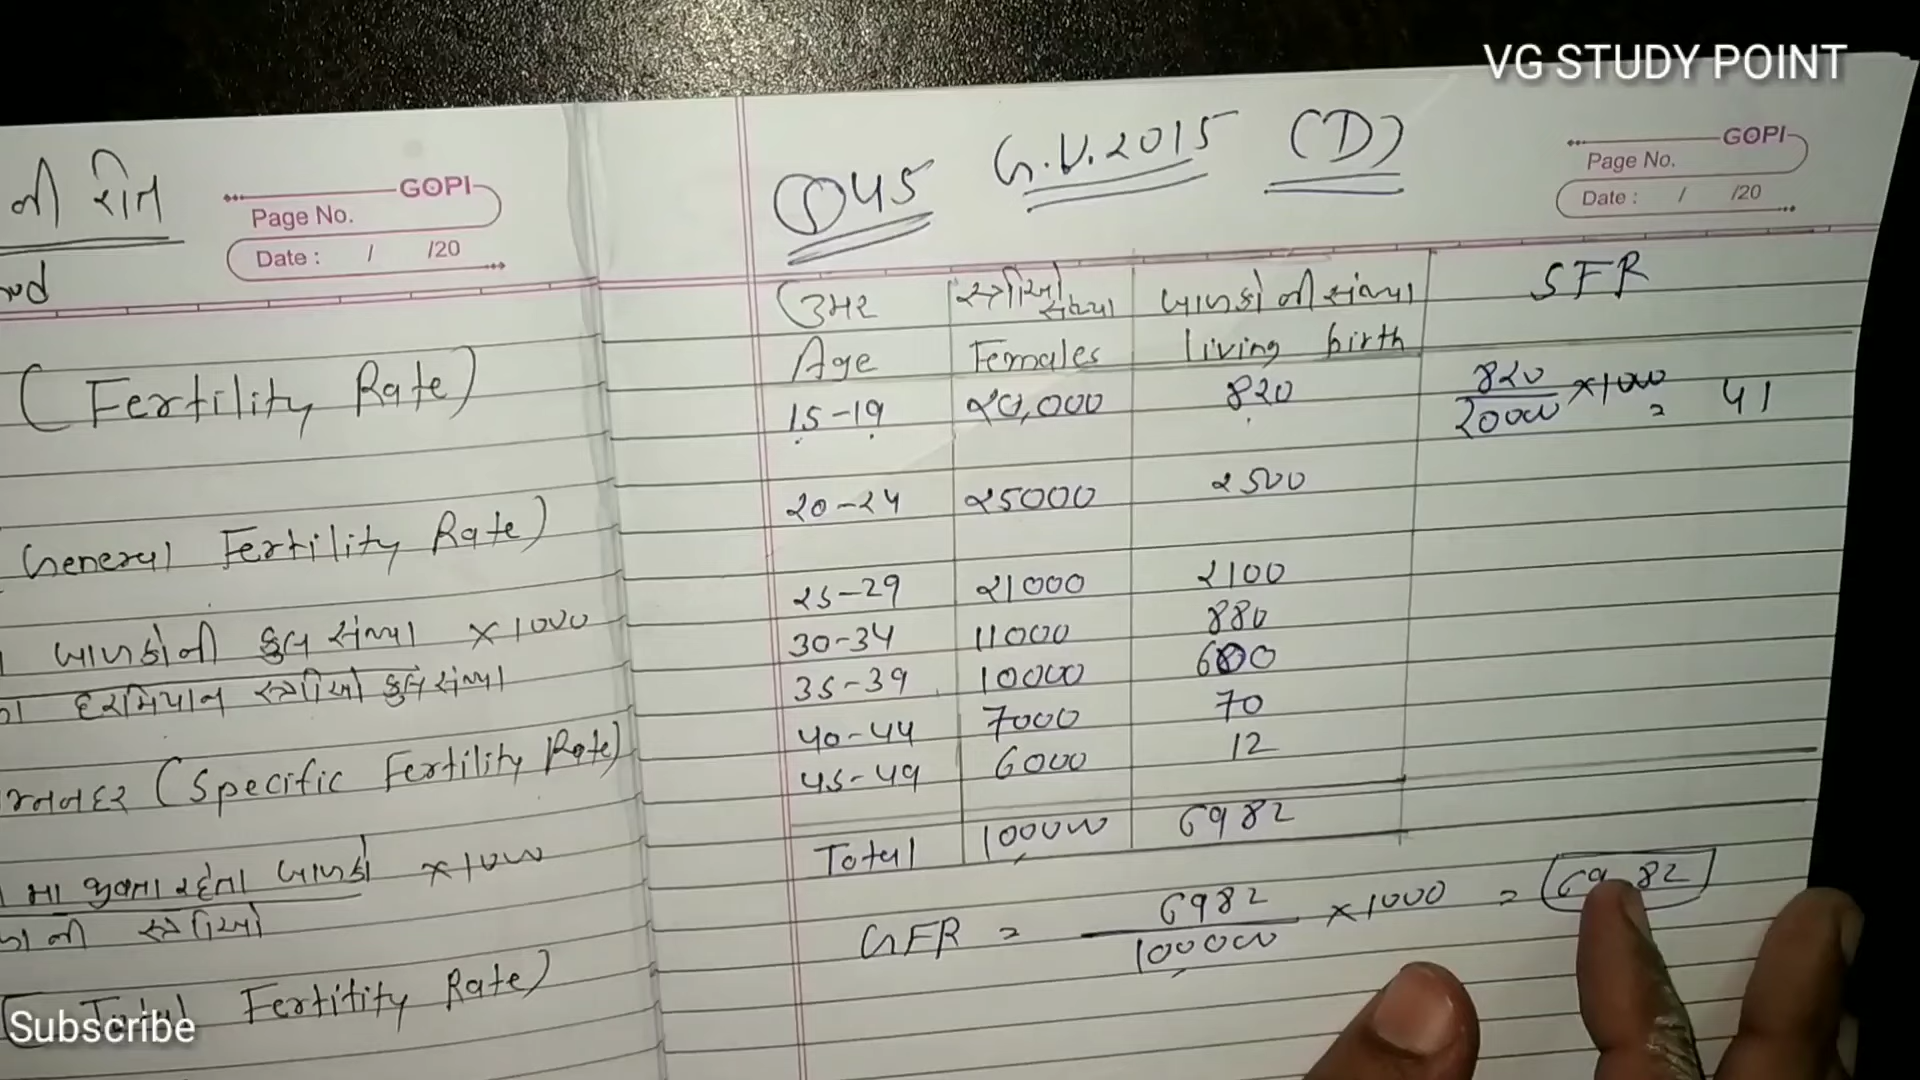 VG STUDY POINT
ની રીત
GOPI
Page No.
Date : / /20
(Fertility Rate)
General Fertility Rate)
બાળકોની કુલ સંખ્યા ×1000
દરમિયાન સ્ત્રીઓ કુલ સંખ્યા
(Specific Fertility Rate)
મા જીવતા રહેતા બાળકો ×1000
ની સ્ત્રીઓ
Fertitity Rate)
Subscribe
45 G.U.2015 (D)
GOPI
Page No.
Date : / /20
ઉંમર સ્ત્રીઓ સંખ્યા બાળકોની સંખ્યા SFR
Age Females living birth
15-19 20,000 820 820/20000 ×1000 = 41
20-24 25000 2500
25-29 21000 2100
30-34 11000 880
35-39 10000 600
40-44 7000 70
45-49 6000 12
Total 100000 6982
GFR = 6982/100000 ×1000 = 69.82